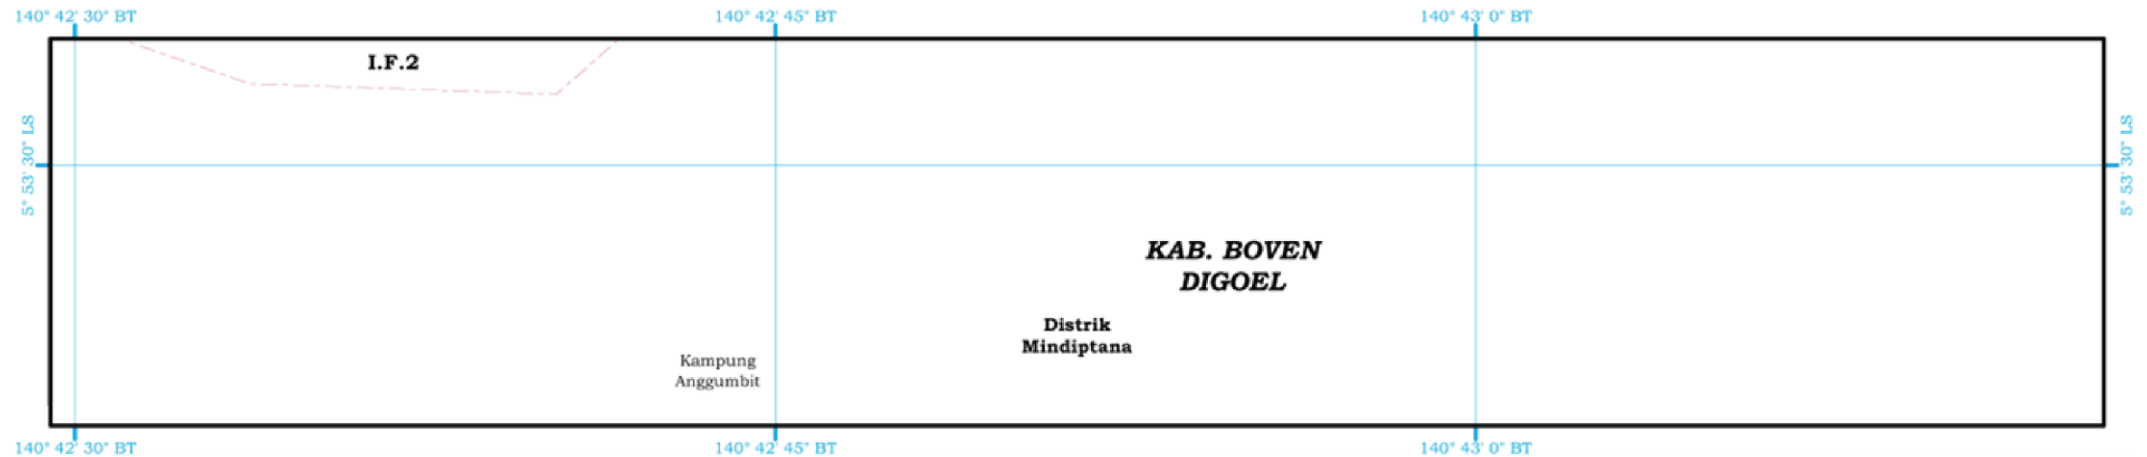 140° 42' 30" BT
140° 42' 45" BT
140° 43' 0" BT
I.F.2
5° 53' 30" LS
5° 53' 30" LS
KAB. BOVEN
DIGOEL
Distrik
Mindiptana
Kampung
Anggumbit
140° 42' 30" BT
140° 42' 45" BT
140° 43' 0" BT